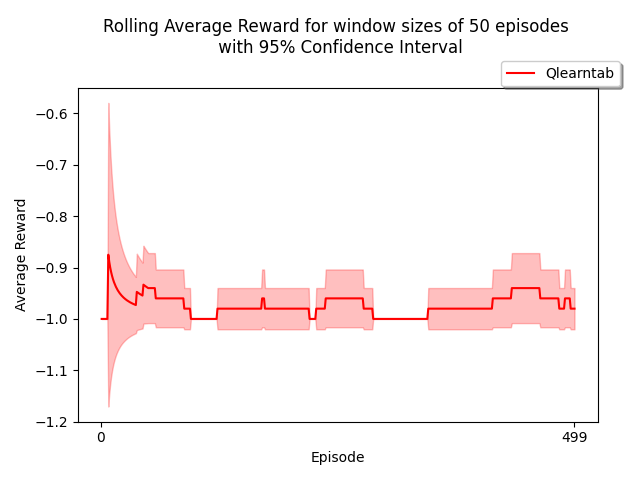 Rolling Average Reward for window sizes of 50 episodes
with 95% Confidence Interval
Qlearntab
−0.6
−0.7
−0.8
−0.9
−1.0
−1.1
−1.2
Average Reward
0
499
Episode